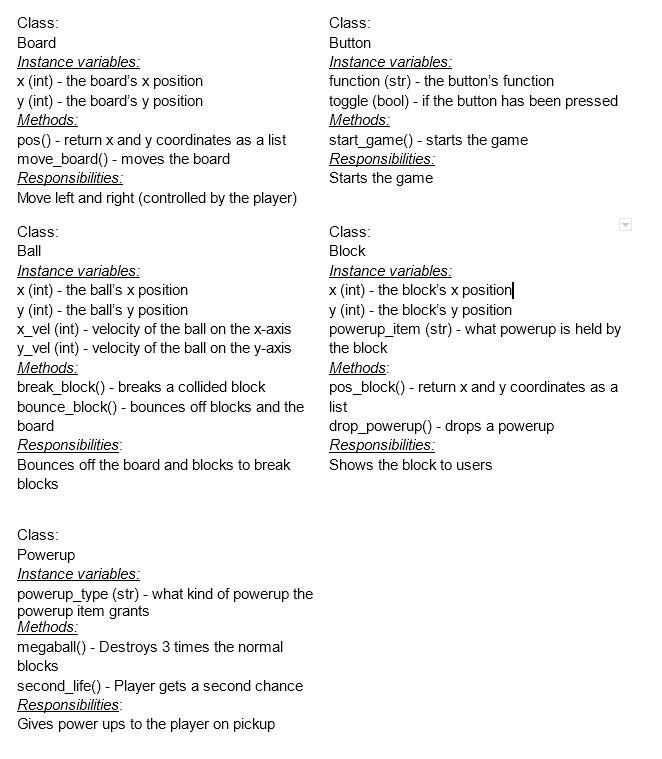 Class:
Board
Instance variables:
x (int) - the board’s x position
y (int) - the board’s y position
Methods:
pos() - return x and y coordinates as a list
move_board() - moves the board
Responsibilities:
Move left and right (controlled by the player)
Class:
Button
Instance variables:
function (str) - the button’s function
toggle (bool) - if the button has been pressed
Methods:
start_game() - starts the game
Responsibilities:
Starts the game
Class:
Ball
Instance variables:
x (int) - the ball’s x position
y (int) - the ball’s y position
x_vel (int) - velocity of the ball on the x-axis
y_vel (int) - velocity of the ball on the y-axis
Methods:
break_block() - breaks a collided block
bounce_block() - bounces off blocks and the
board
Responsibilities:
Bounces off the board and blocks to break
blocks
Class:
Block
Instance variables:
x (int) - the block’s x position
y (int) - the block’s y position
powerup_item (str) - what powerup is held by
the block
Methods:
pos_block() - return x and y coordinates as a
list
drop_powerup() - drops a powerup
Responsibilities:
Shows the block to users
Class:
Powerup
Instance variables:
powerup_type (str) - what kind of powerup the
powerup item grants
Methods:
megaball() - Destroys 3 times the normal
blocks
second_life() - Player gets a second chance
Responsibilities:
Gives power ups to the player on pickup